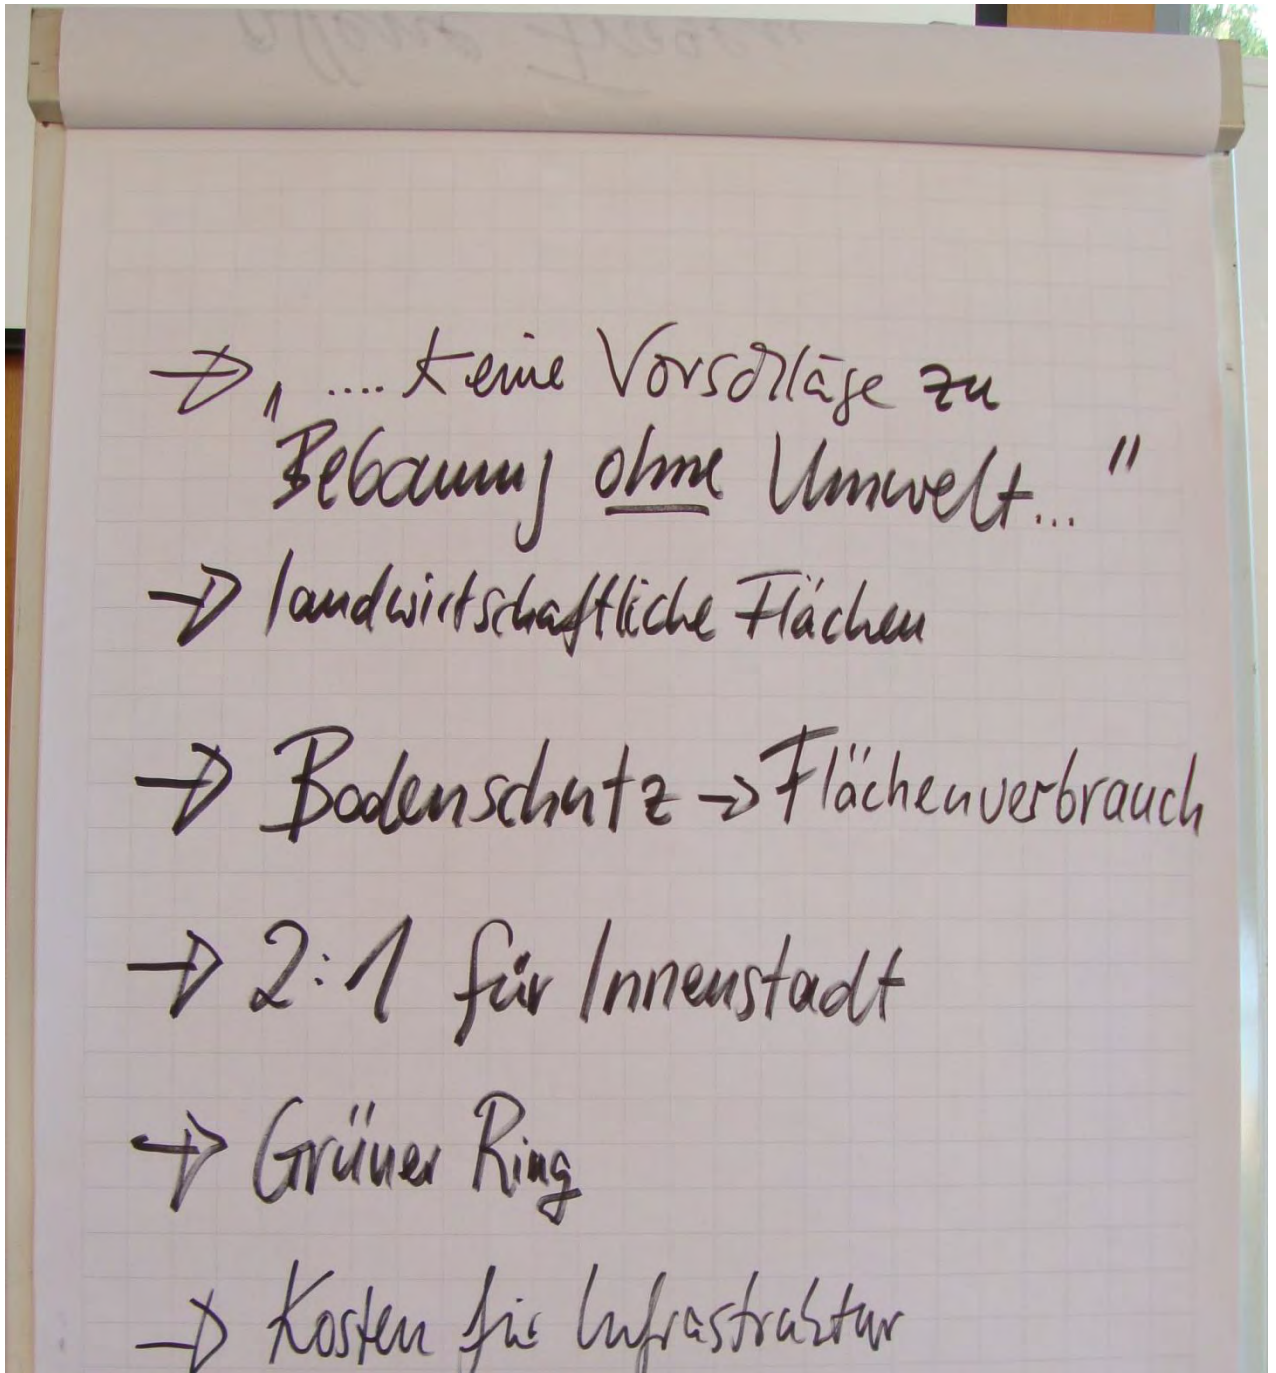 → „ .... keine Vorschläge zu
Bebauung ohne Umwelt... "
→ landwirtschaftliche Flächen
→ Bodenschutz → Flächenverbrauch
→ 2:1 für Innenstadt
→ Grüner Ring
→ Kosten für Infrastruktur